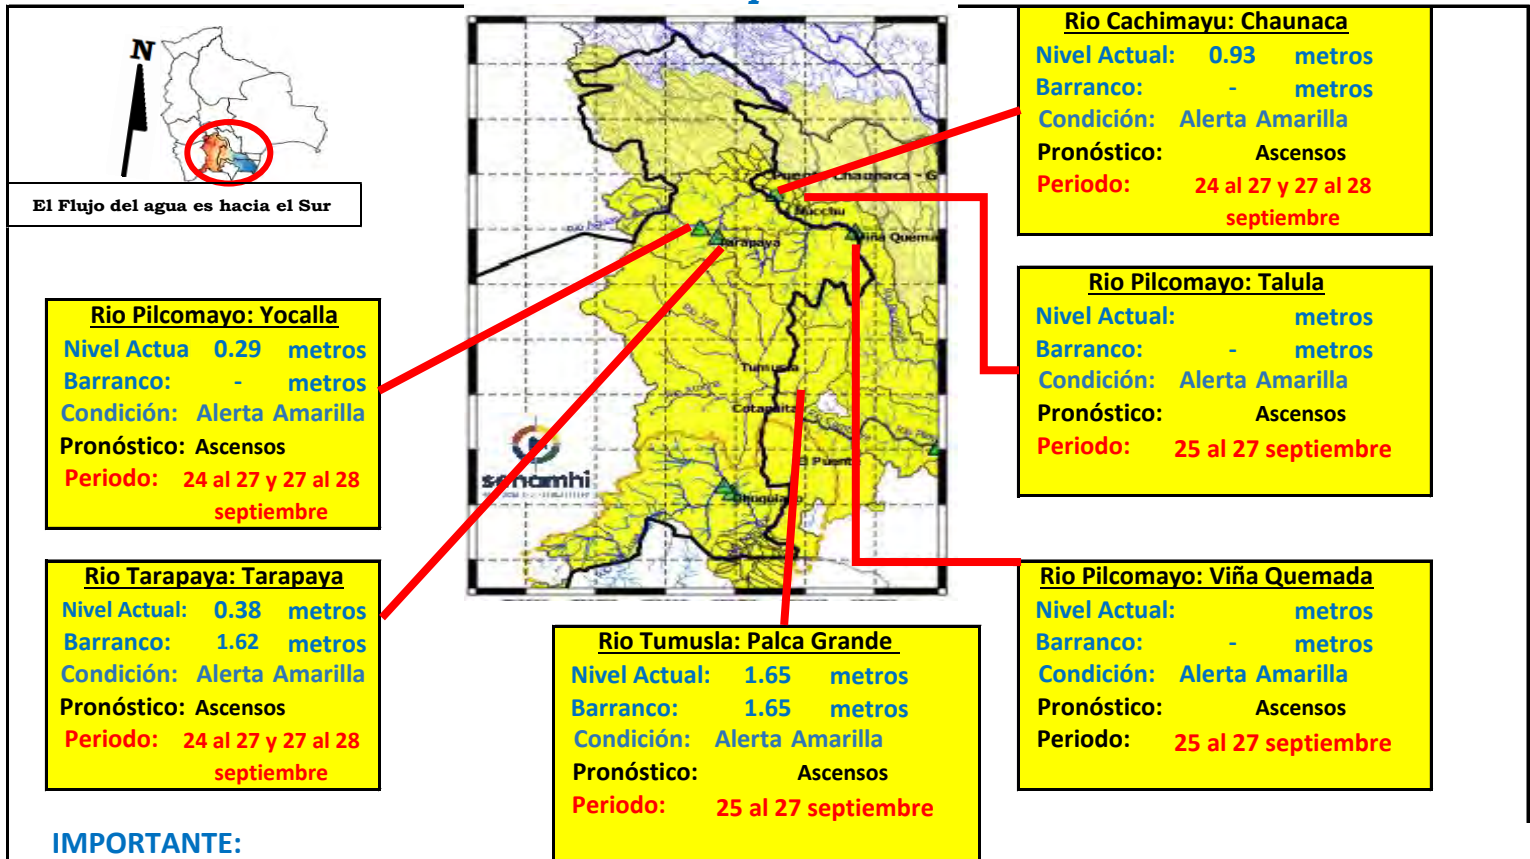 N
El Flujo del agua es hacia el Sur
Rio Pilcomayo: Yocalla
Nivel Actua 0.29 metros
Barranco: - metros
Condición: Alerta Amarilla
Pronóstico: Ascensos
Periodo: 24 al 27 y 27 al 28
septiembre
Rio Tarapaya: Tarapaya
Nivel Actual: 0.38 metros
Barranco: 1.62 metros
Condición: Alerta Amarilla
Pronóstico: Ascensos
Periodo: 24 al 27 y 27 al 28
septiembre
IMPORTANTE:
Puente Chaunaca - G
Tarapaya
Viña Quema
Tumusla
Cotagaita
El Puente
senamhi
Rio Tumusla: Palca Grande
Nivel Actual: 1.65 metros
Barranco: 1.65 metros
Condición: Alerta Amarilla
Pronóstico: Ascensos
Periodo: 25 al 27 septiembre
Rio Cachimayu: Chaunaca
Nivel Actual: 0.93 metros
Barranco: - metros
Condición: Alerta Amarilla
Pronóstico: Ascensos
Periodo: 24 al 27 y 27 al 28
septiembre
Rio Pilcomayo: Talula
Nivel Actual: metros
Barranco: - metros
Condición: Alerta Amarilla
Pronóstico: Ascensos
Periodo: 25 al 27 septiembre
Rio Pilcomayo: Viña Quemada
Nivel Actual: metros
Barranco: - metros
Condición: Alerta Amarilla
Pronóstico: Ascensos
Periodo: 25 al 27 septiembre